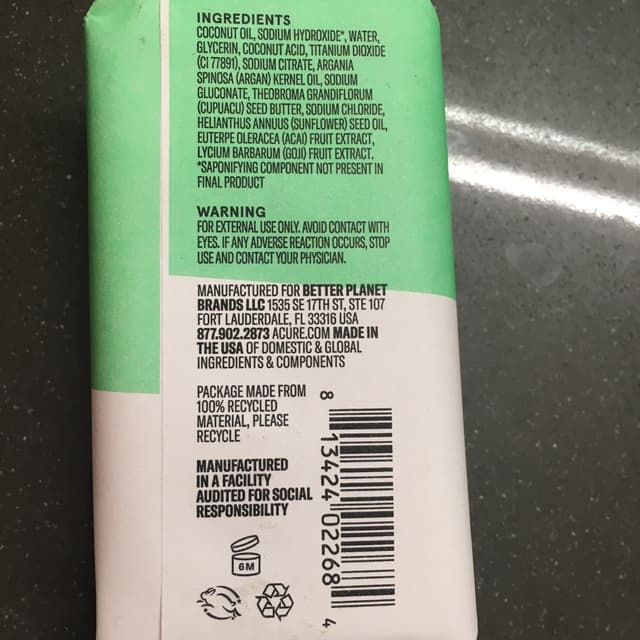 INGREDIENTS
COCONUT OIL, SODIUM HYDROXIDE*, WATER,
GLYCERIN, COCONUT ACID, TITANIUM DIOXIDE
(CI 77891), SODIUM CITRATE, ARGANIA
SPINOSA (ARGAN) KERNEL OIL, SODIUM
GLUCONATE, THEOBROMA GRANDIFLORUM
(CUPUACU) SEED BUTTER, SODIUM CHLORIDE,
HELIANTHUS ANNUUS (SUNFLOWER) SEED OIL,
EUTERPE OLERACEA (ACAI) FRUIT EXTRACT,
LYCIUM BARBARUM (GOJI) FRUIT EXTRACT.
*SAPONIFYING COMPONENT NOT PRESENT IN
FINAL PRODUCT
WARNING
FOR EXTERNAL USE ONLY. AVOID CONTACT WITH
EYES. IF ANY ADVERSE REACTION OCCURS, STOP
USE AND CONTACT YOUR PHYSICIAN.
MANUFACTURED FOR BETTER PLANET
BRANDS LLC 1535 SE 17TH ST, STE 107
FORT LAUDERDALE, FL 33316 USA
877.902.2873 ACURE.COM MADE IN
THE USA OF DOMESTIC & GLOBAL
INGREDIENTS & COMPONENTS
PACKAGE MADE FROM
100% RECYCLED
MATERIAL, PLEASE
RECYCLE
MANUFACTURED
IN A FACILITY
AUDITED FOR SOCIAL
RESPONSIBILITY
6M
8 13424 02268 4